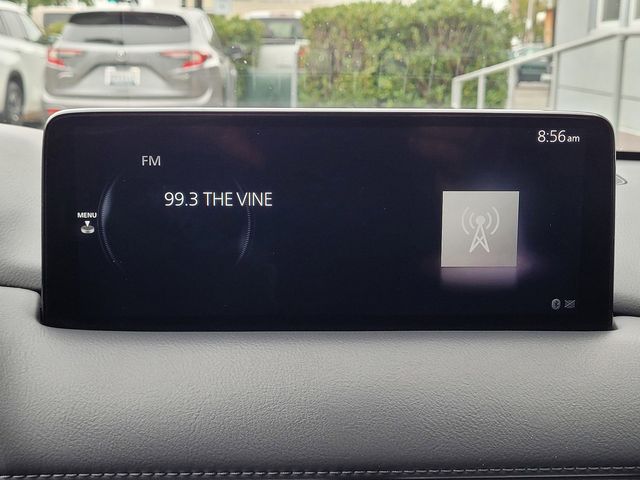 8:56am
FM
99.3 THE VINE
MENU